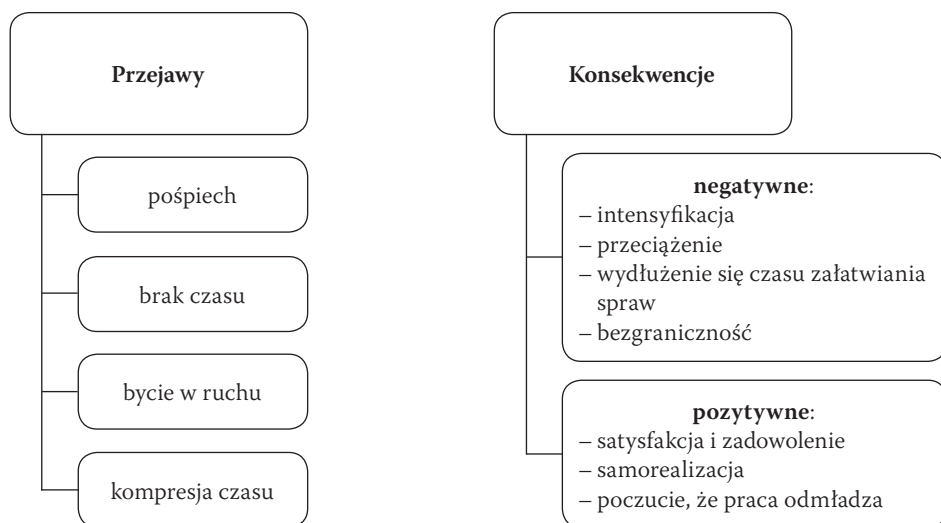 Przejawy
pośpiech
brak czasu
bycie w ruchu
kompresja czasu
Konsekwencje
negatywne:
– intensyfikacja
– przeciążenie
– wydłużenie się czasu załatwiania
spraw
– bezgraniczność
pozytywne:
– satysfakcja i zadowolenie
– samorealizacja
– poczucie, że praca odmładza